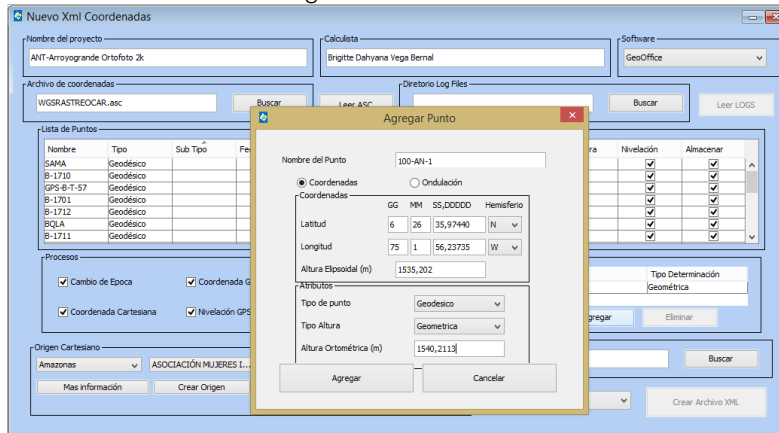 Nuevo Xml Coordenadas
Nombre del proyecto
ANT-Arroyogrande Ortofoto 2k
Calculista
Brigitte Dahyana Vega Bernal
Software
GeoOffice
Archivo de coordenadas
WGSRASTREOCAR.asc
Buscar
Leer ASC
Diretorio Log Files
Buscar
Leer LOGS
Lista de Puntos
Nombre Tipo Sub Tipo
Nivelación Almacenar
SAMA Geodésico
B-1710 Geodésico
GPS-B-T-57 Geodésico
B-1701 Geodésico
B-1712 Geodésico
BQLA Geodésico
B-1711 Geodésico
Procesos
Cambio de Epoca
Coordenada G
Coordenada Cartesiana
Nivelación GPS
Tipo Determinación
Geométrica
gregar
Eliminar
Origen Cartesiano
Amazonas
ASOCIACIÓN MUJERES I...
Mas información
Crear Origen
Buscar
Crear Archivo XML
Agregar Punto
Nombre del Punto 100-AN-1
Coordenadas Ondulación
Coordenadas
GG MM SS,DDDDD Hemisferio
Latitud 6 26 35,97440 N
Longitud 75 1 56,23735 W
Altura Elipsoidal (m) 1535,202
Atributos
Tipo de punto Geodesico
Tipo Altura Geometrica
Altura Ortométrica (m) 1540,2113
Agregar Cancelar